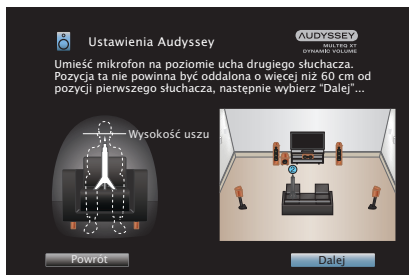 Ustawienia Audyssey
AUDYSSEY
MULTEQ XT
DYNAMIC VOLUME
Umieść mikrofon na poziomie ucha drugiego słuchacza.
Pozycja ta nie powinna być oddalona o więcej niż 60 cm od
pozycji pierwszego słuchacza, następnie wybierz “Dalej”...
Wysokość uszu
Powrót
Dalej